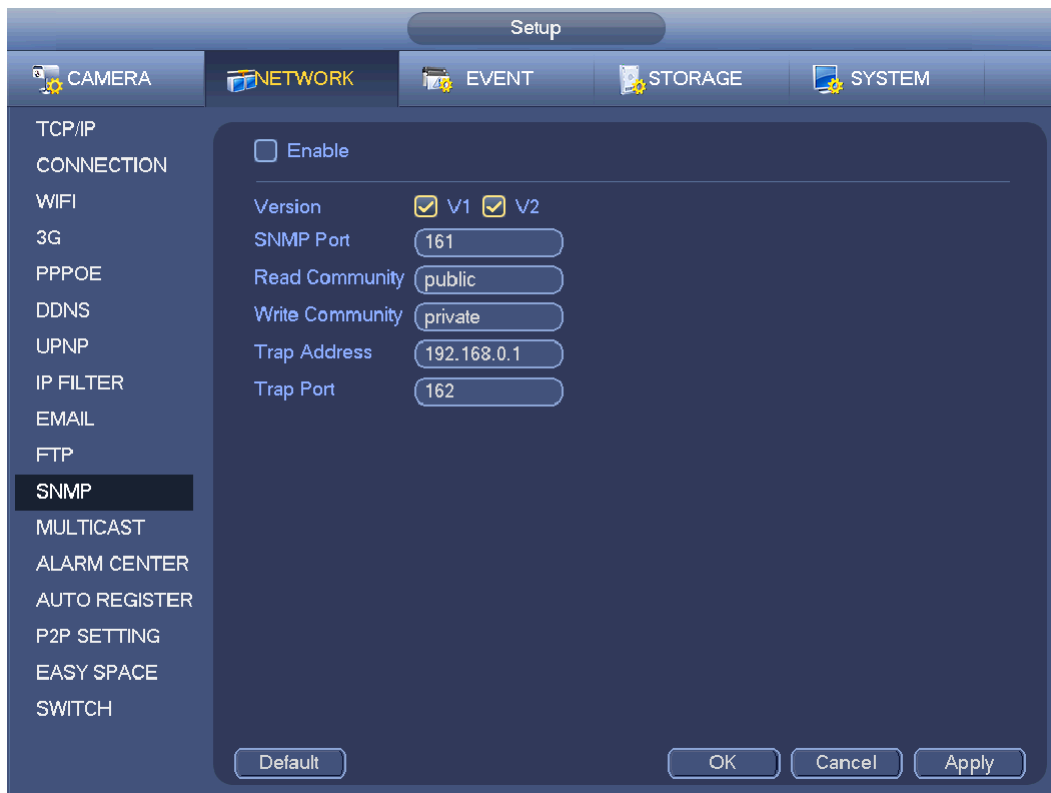 Setup
CAMERA
NETWORK
EVENT
STORAGE
SYSTEM
TCP/IP
CONNECTION
WIFI
3G
PPPOE
DDNS
UPNP
IP FILTER
EMAIL
FTP
SNMP
MULTICAST
ALARM CENTER
AUTO REGISTER
P2P SETTING
EASY SPACE
SWITCH
Enable
Version V1 V2
SNMP Port 161
Read Community public
Write Community private
Trap Address 192.168.0.1
Trap Port 162
Default OK Cancel Apply